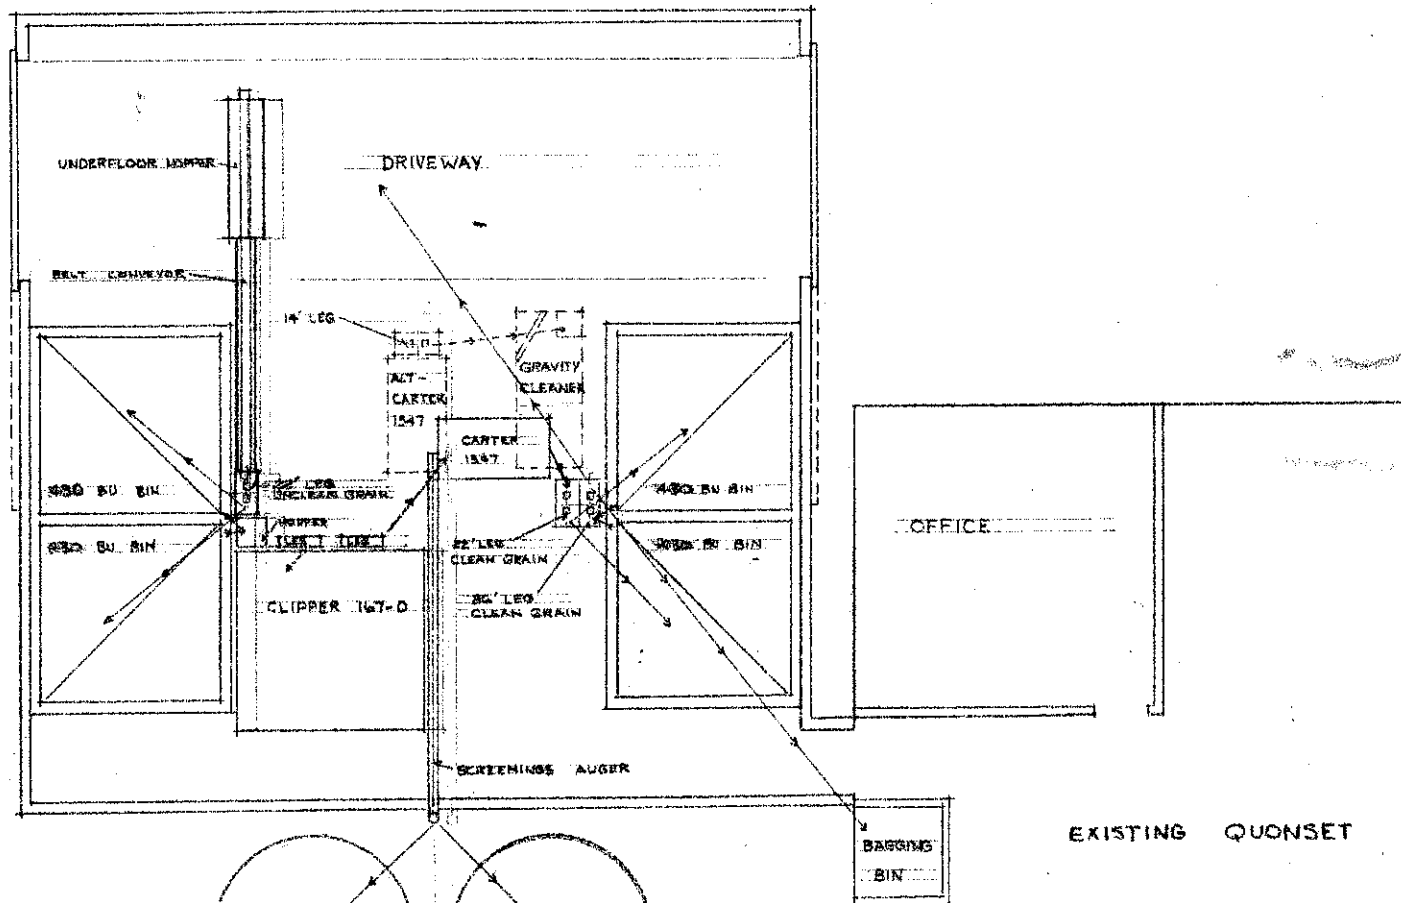 UNDERFLOOR HOPPER
DRIVEWAY
BELT CONVEYOR
14' LEG
ALT-
CARTER
1547
GRAVITY
CLEANER
CARTER
1547
LEG
UNCLEAN GRAIN
HOPPER
BU BIN
BU BIN
BU BIN
BU BIN
OFFICE
22' LEG
CLEAN GRAIN
LEG
CLEAN GRAIN
CLIPPER 167-D
SCREENINGS AUGER
BAGGING
BIN
EXISTING QUONSET